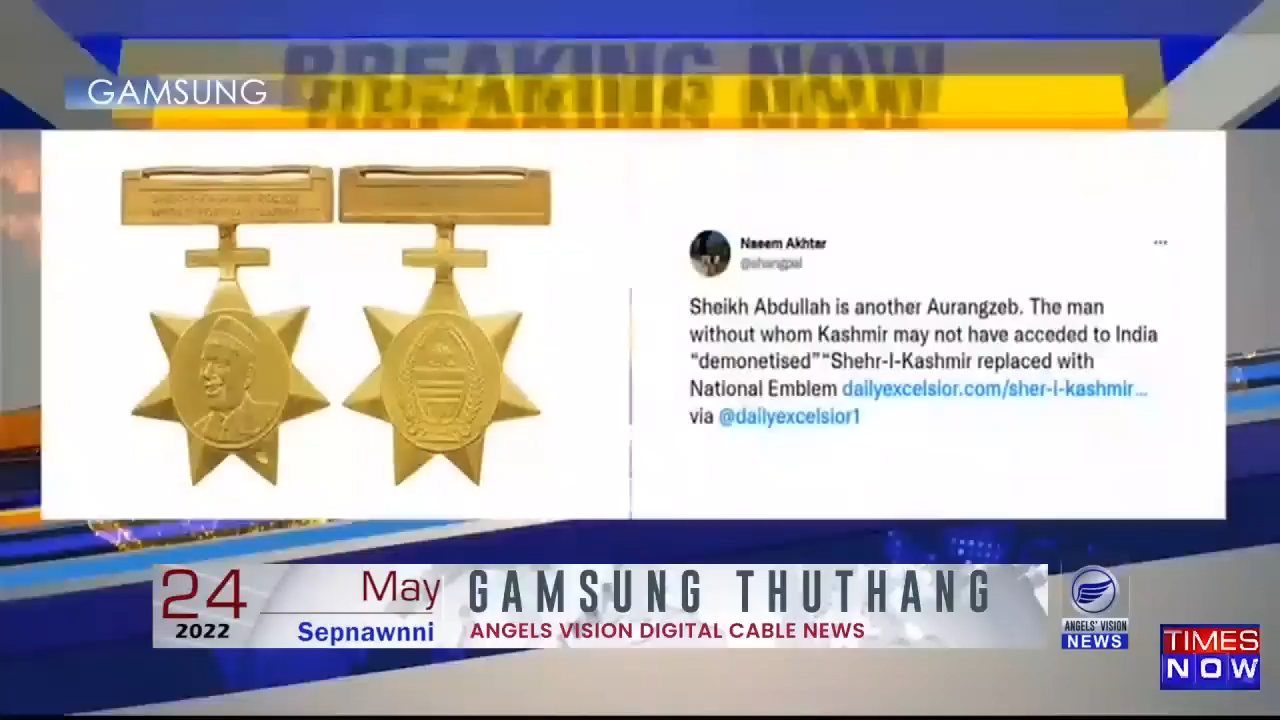 BREAKING NOW
GAMSUNG
Naeem Akhtar
@shangpal
Sheikh Abdullah is another Aurangzeb. The man
without whom Kashmir may not have acceded to India
“demonetised”“Shehr-I-Kashmir replaced with
National Emblem dailyexcelsior.com/sher-i-kashmir...
via @dailyexcelsior1
24
2022
May
Sepnawnni
GAMSUNG THUTHANG
ANGELS VISION DIGITAL CABLE NEWS
ANGELS' VISION
NEWS
TIMES
NOW